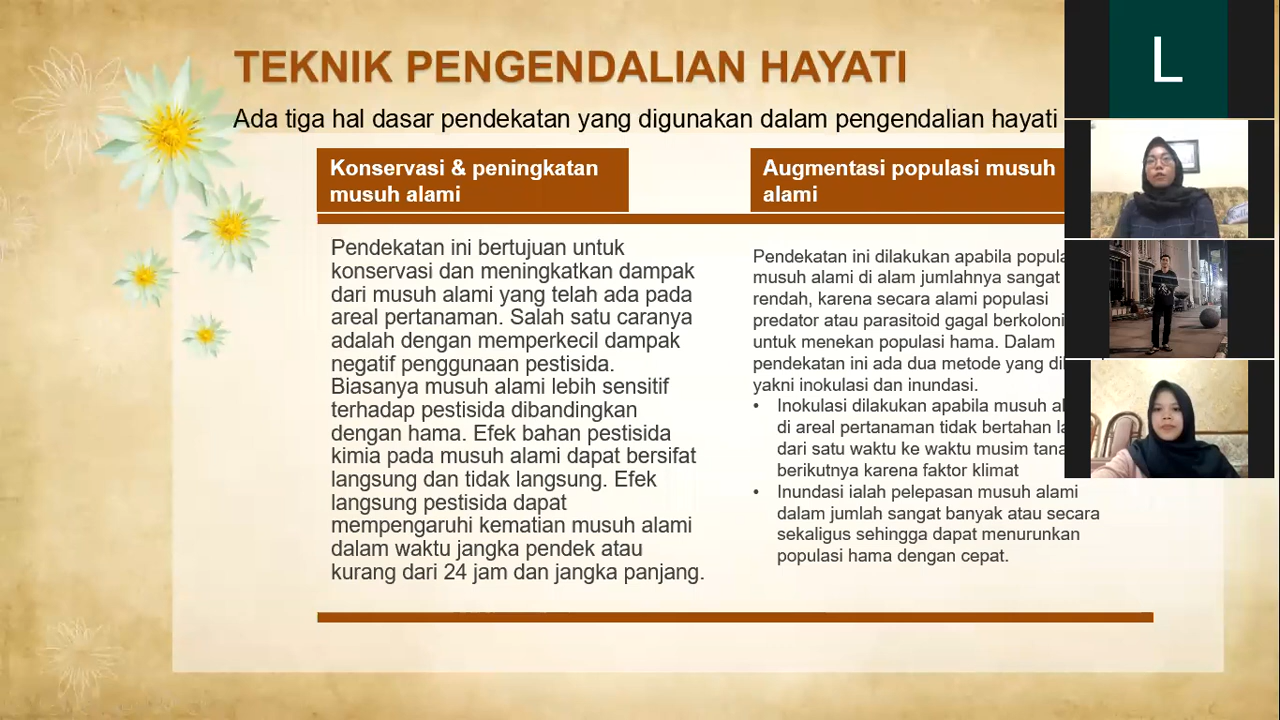 TEKNIK PENGENDALIAN HAYATI
Ada tiga hal dasar pendekatan yang digunakan dalam pengendalian hayati
Konservasi & peningkatan
musuh alami
Pendekatan ini bertujuan untuk
konservasi dan meningkatkan dampak
dari musuh alami yang telah ada pada
areal pertanaman. Salah satu caranya
adalah dengan memperkecil dampak
negatif penggunaan pestisida.
Biasanya musuh alami lebih sensitif
terhadap pestisida dibandingkan
dengan hama. Efek bahan pestisida
kimia pada musuh alami dapat bersifat
langsung dan tidak langsung. Efek
langsung pestisida dapat
mempengaruhi kematian musuh alami
dalam waktu jangka pendek atau
kurang dari 24 jam dan jangka panjang.
Augmentasi populasi musuh
alami
Pendekatan ini dilakukan apabila
musuh alami di alam jumlahnya sangat
rendah, karena secara alami populasi
predator atau parasitoid gagal
untuk menekan populasi hama. Dalam
pendekatan ini ada dua metode yang
yakni inokulasi dan inundasi.
• Inokulasi dilakukan apabila musuh
di areal pertanaman tidak bertahan
dari satu waktu ke waktu musim
berikutnya karena faktor klimat
• Inundasi ialah pelepasan musuh alami
dalam jumlah sangat banyak atau secara
sekaligus sehingga dapat menurunkan
populasi hama dengan cepat.
L